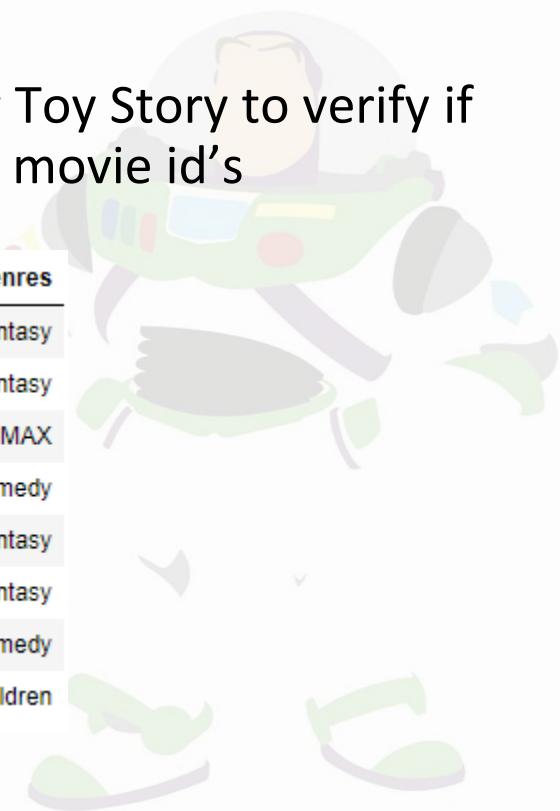 Toy Story to verify if
movie id’s
enres
ntasy
ntasy
MAX
medy
ntasy
ntasy
medy
ldren